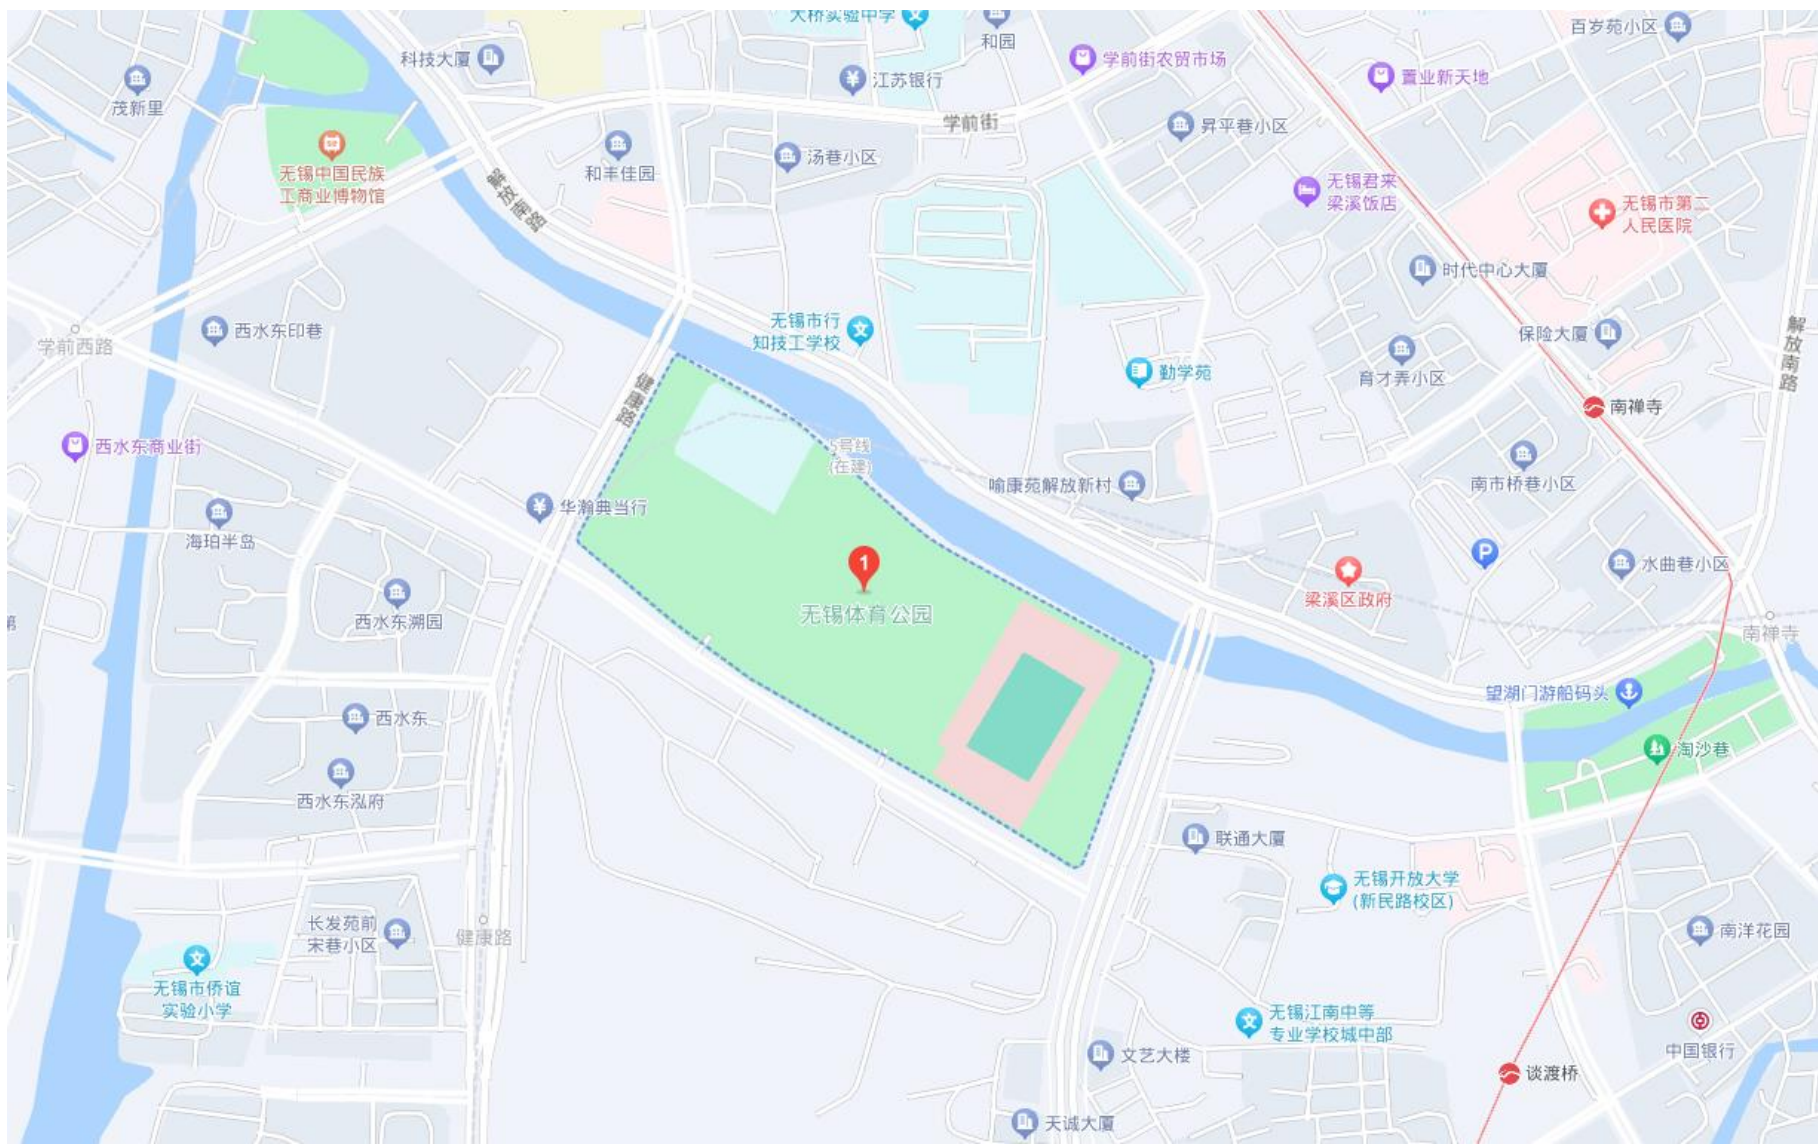 大桥实验中学
和园
百岁苑小区
科技大厦
学前街农贸市场
置业新天地
江苏银行
茂新里
学前街
昇平巷小区
无锡中国民族
工商业博物馆
和丰佳园
汤巷小区
解放南路
无锡君来
梁溪饭店
无锡市第二
人民医院
时代中心大厦
西水东印巷
学前西路
无锡市行
知技工学校
保险大厦
解放南路
勤学苑
育才弄小区
健康路
南禅寺
西水东商业街
5号线
(在建)
喻康苑解放新村
南市桥巷小区
华瀚典当行
海珀半岛
P
水曲巷小区
1
无锡体育公园
梁溪区政府
西水东溯园
第
南禅寺
望湖门游船码头
西水东
淘沙巷
西水东泓府
联通大厦
无锡开放大学
(新民路校区)
长发苑前
宋巷小区
健康路
南洋花园
无锡市侨谊
实验小学
无锡江南中等
专业学校城中部
文艺大楼
中国银行
谈渡桥
天诚大厦